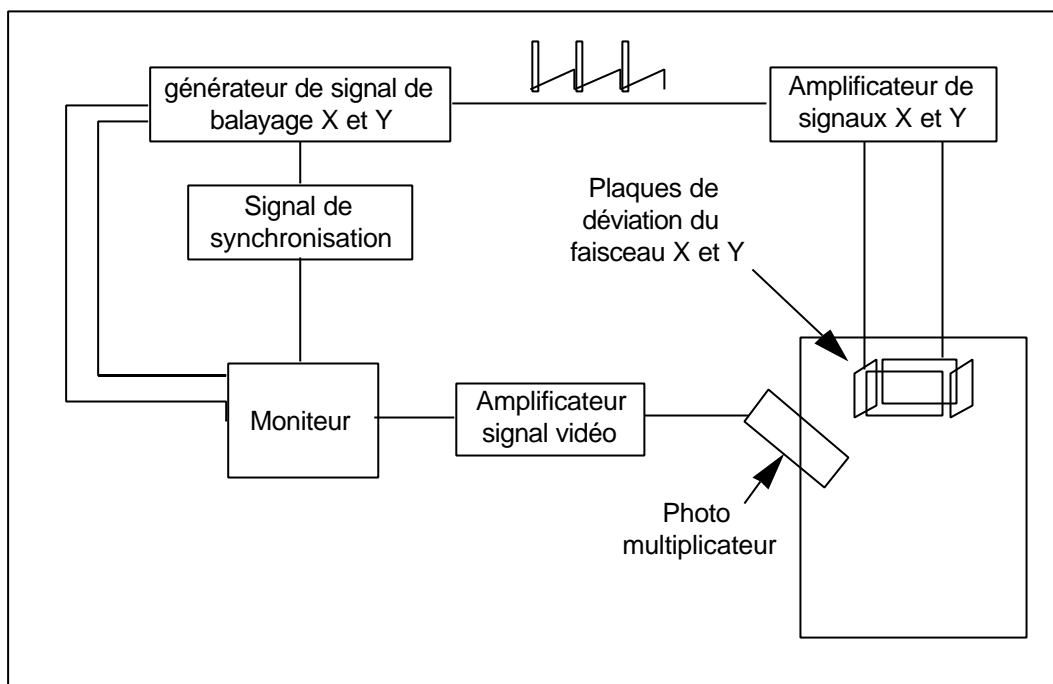 générateur de signal de
balayage X et Y
Amplificateur de
signaux X et Y
Signal de
synchronisation
Plaques de
déviation du
faisceau X et Y
Moniteur
Amplificateur
signal vidéo
Photo
multiplicateur